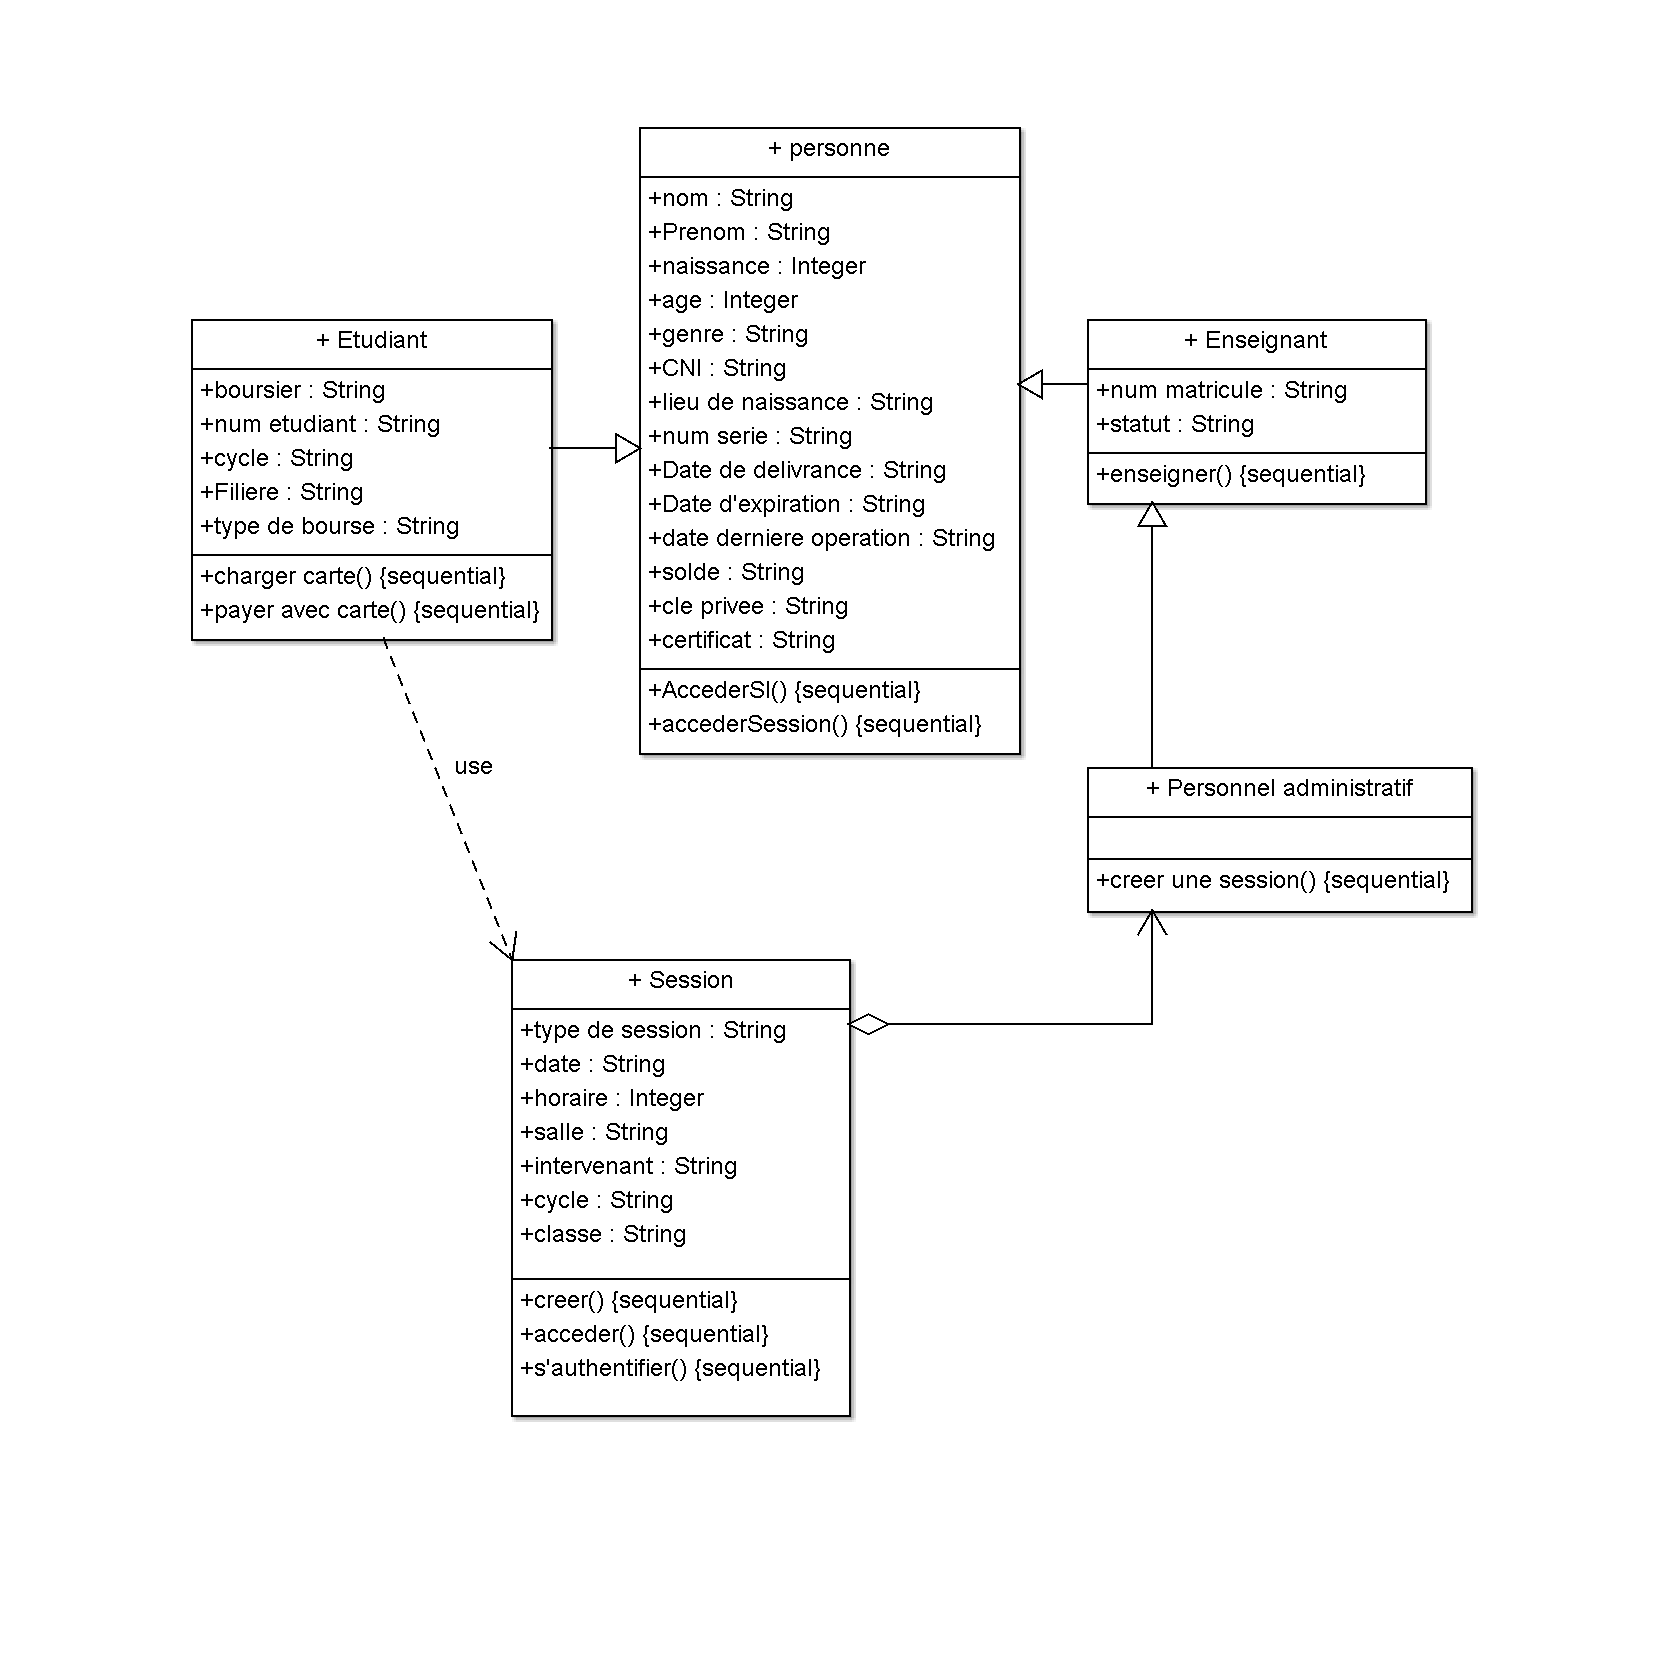 + personne
+nom : String
+Prenom : String
+naissance : Integer
+age : Integer
+genre : String
+CNI : String
+lieu de naissance : String
+num serie : String
+Date de delivrance : String
+Date d'expiration : String
+date derniere operation : String
+solde : String
+cle privee : String
+certificat : String
+AccederSI() {sequential}
+accederSession() {sequential}
+ Etudiant
+boursier : String
+num etudiant : String
+cycle : String
+Filiere : String
+type de bourse : String
+charger carte() {sequential}
+payer avec carte() {sequential}
+ Enseignant
+num matricule : String
+statut : String
+enseigner() {sequential}
use
+ Personnel administratif
+creer une session() {sequential}
+ Session
+type de session : String
+date : String
+horaire : Integer
+salle : String
+intervenant : String
+cycle : String
+classe : String
+creer() {sequential}
+acceder() {sequential}
+s'authentifier() {sequential}